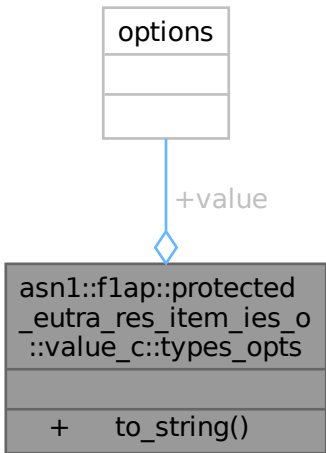 options
+value
asn1::f1ap::protected
_eutra_res_item_ies_o
::value_c::types_opts
+ to_string()